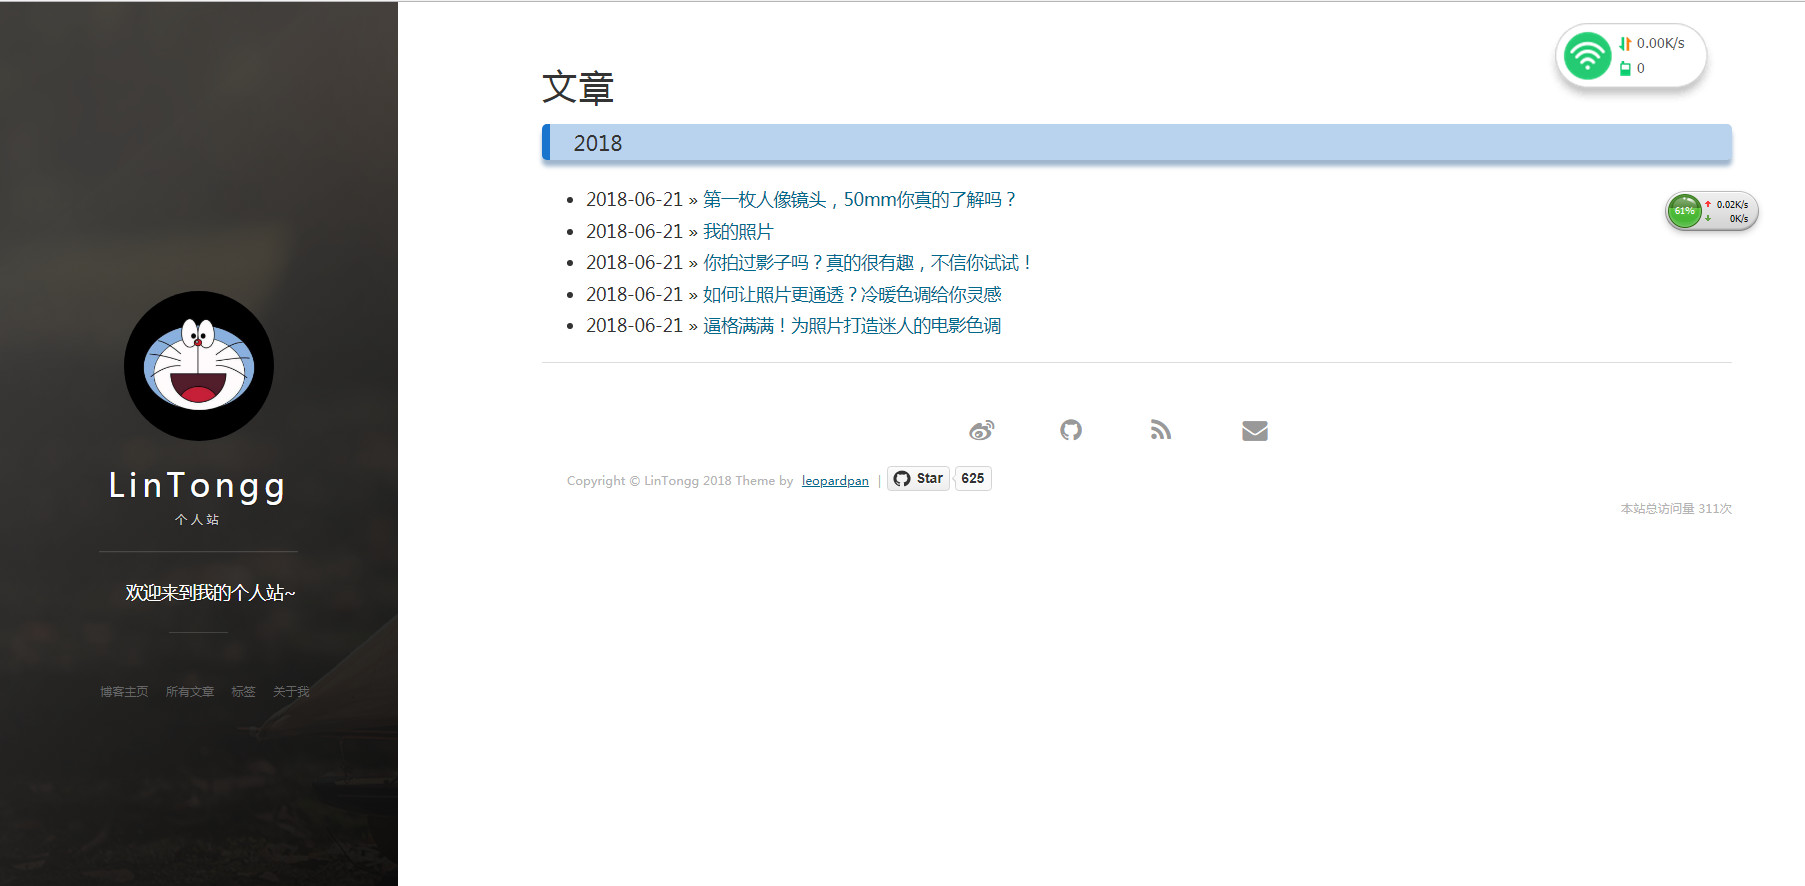 LinTongg
个人站
欢迎来到我的个人站~
博客主页 所有文章 标签 关于我
文章
2018
2018-06-21 » 第一枚人像镜头，50mm你真的了解吗？
2018-06-21 » 我的照片
2018-06-21 » 你拍过影子吗？真的很有趣，不信你试试！
2018-06-21 » 如何让照片更通透？冷暖色调给你灵感
2018-06-21 » 逼格满满！为照片打造迷人的电影色调
Copyright © LinTongg 2018 Theme by leopardpan | Star 625
本站总访问量 311次
0.00K/s
0
61% 0.02K/s
0K/s